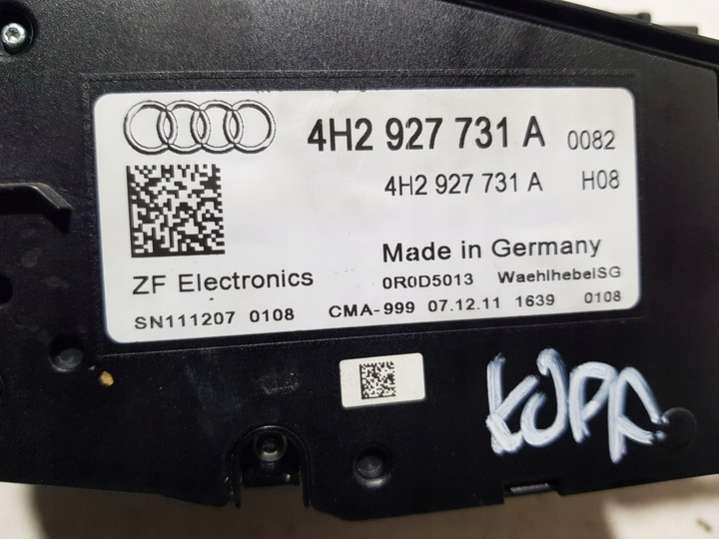 4H2 927 731 A 0082
4H2 927 731 A H08
Made in Germany
ZF Electronics 0R0D5013 WaehlhebelSG
SN111207 0108 CMA-999 07.12.11 1639 0108